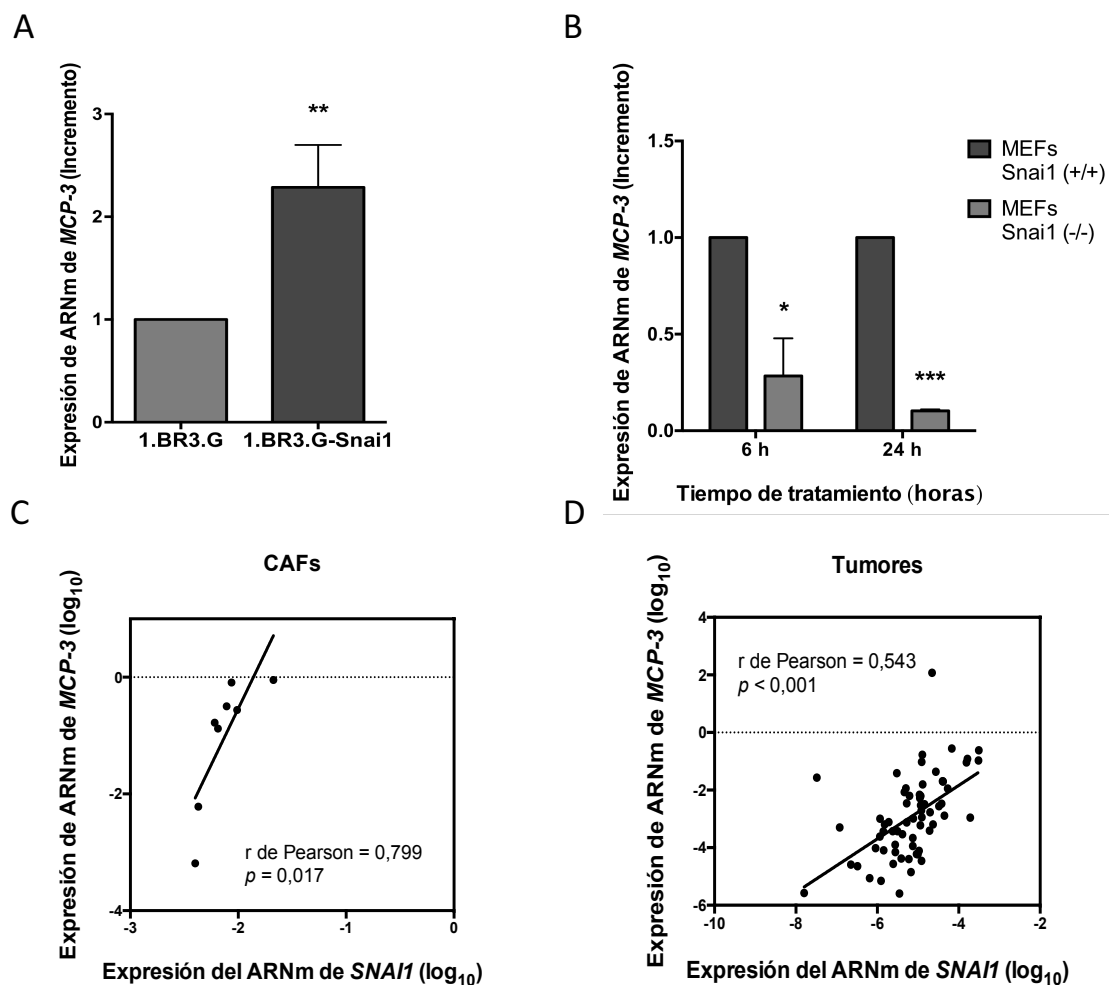 A
Expresión de ARNm de MCP-3 (Incremento)
3
2
1
0
**
1.BR3.G
1.BR3.G-Snai1
B
Expresión de ARNm de MCP-3 (Incremento)
1.5
1.0
0.5
0.0
*
***
6 h
24 h
Tiempo de tratamiento (horas)
MEFs
Snai1 (+/+)
MEFs
Snai1 (-/-)
C
CAFs
Expresión de ARNm de MCP-3 (log10)
0
-2
-4
r de Pearson = 0,799
p = 0,017
-3
-2
-1
0
Expresión del ARNm de SNAI1 (log10)
D
Tumores
Expresión de ARNm de MCP-3 (log10)
4
2
0
-2
-4
-6
r de Pearson = 0,543
p < 0,001
-10
-8
-6
-4
-2
Expresión del ARNm de SNAI1 (log10)